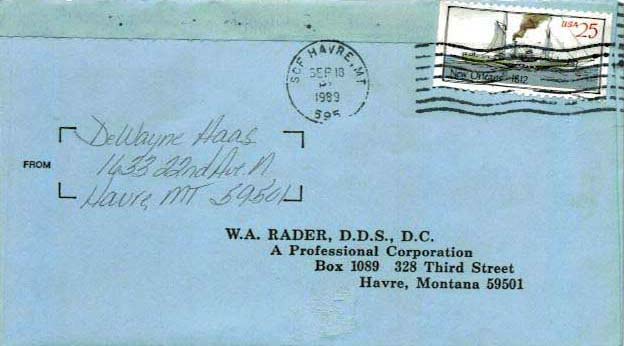 USA 25
New Orleans 1812
SCF HAVRE, MT
SEP 18
1989
595
FROM
DeWayne Haas
1633 22nd Ave N,
Havre, MT 59501
W.A. RADER, D.D.S., D.C.
A Professional Corporation
Box 1089 328 Third Street
Havre, Montana 59501